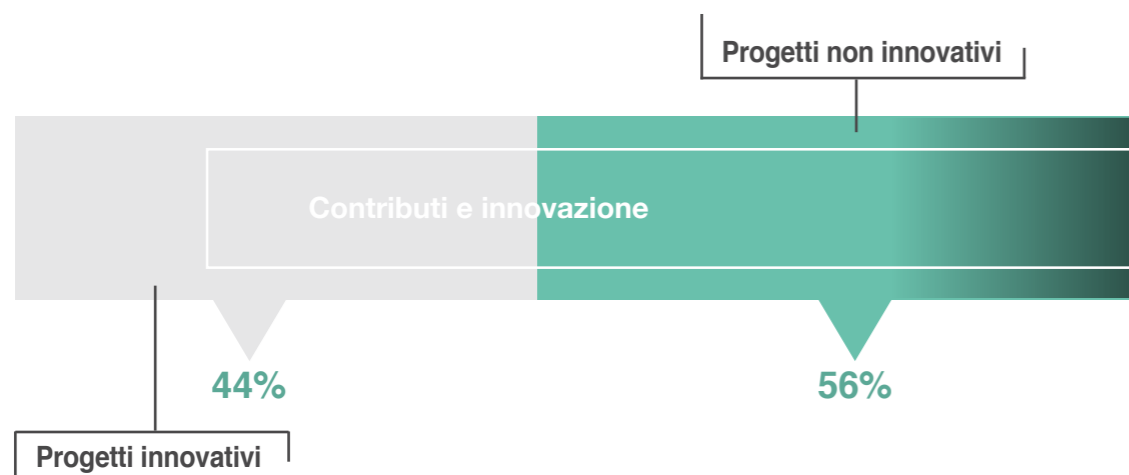 Progetti non innovativi
Contributi e innovazione
44%
56%
Progetti innovativi